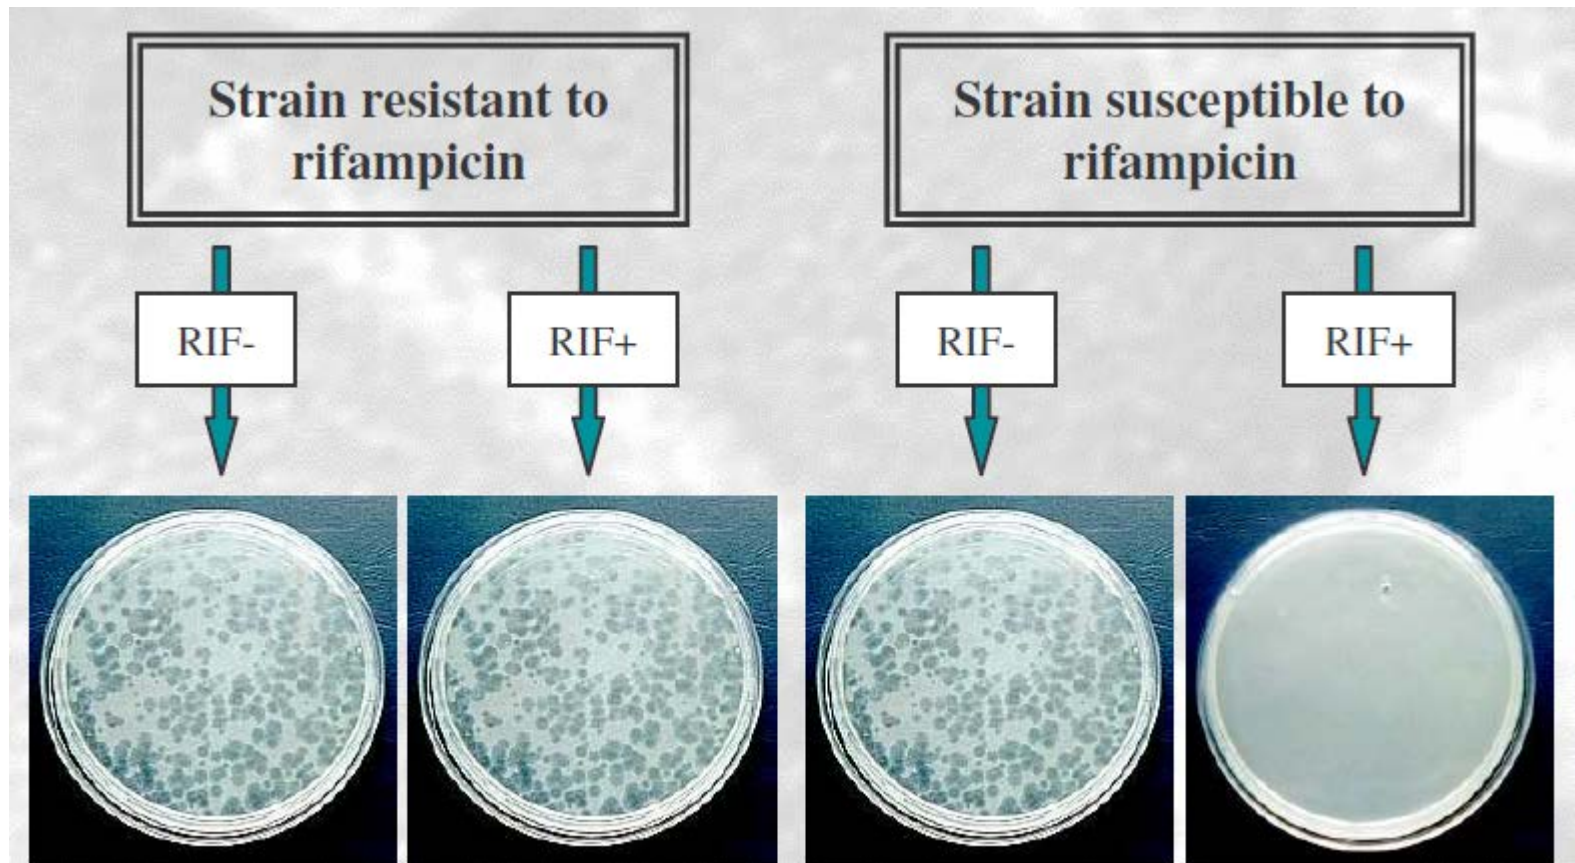 Strain resistant to
rifampicin
Strain susceptible to
rifampicin
RIF-
RIF+
RIF-
RIF+